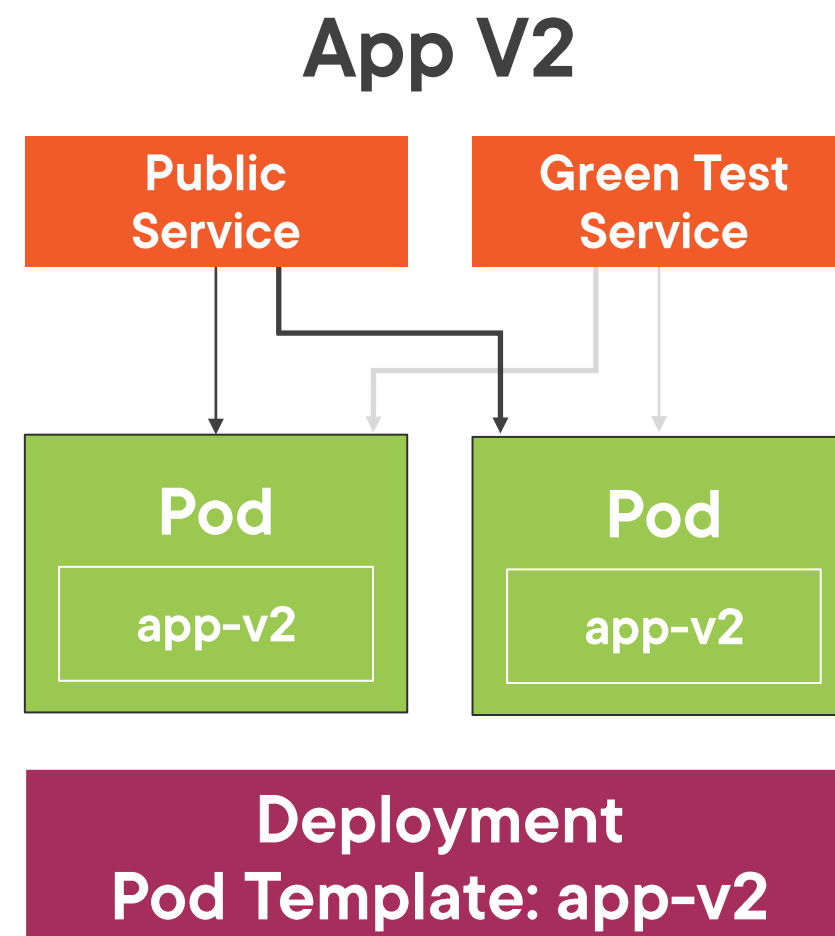 App V2
Public
Service
Green Test
Service
Pod
app-v2
Pod
app-v2
Deployment
Pod Template: app-v2